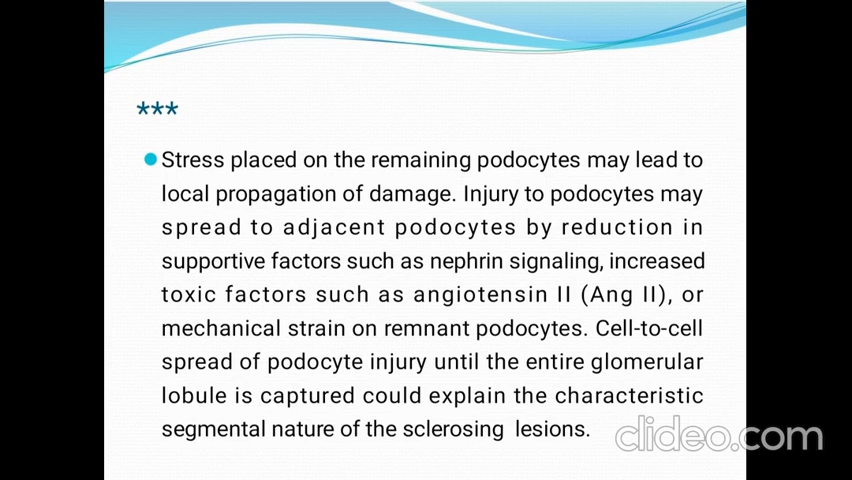 ***
Stress placed on the remaining podocytes may lead to
local propagation of damage. Injury to podocytes may
spread to adjacent podocytes by reduction in
supportive factors such as nephrin signaling, increased
toxic factors such as angiotensin II (Ang II), or
mechanical strain on remnant podocytes. Cell-to-cell
spread of podocyte injury until the entire glomerular
lobule is captured could explain the characteristic
segmental nature of the sclerosing lesions.
clideo.com